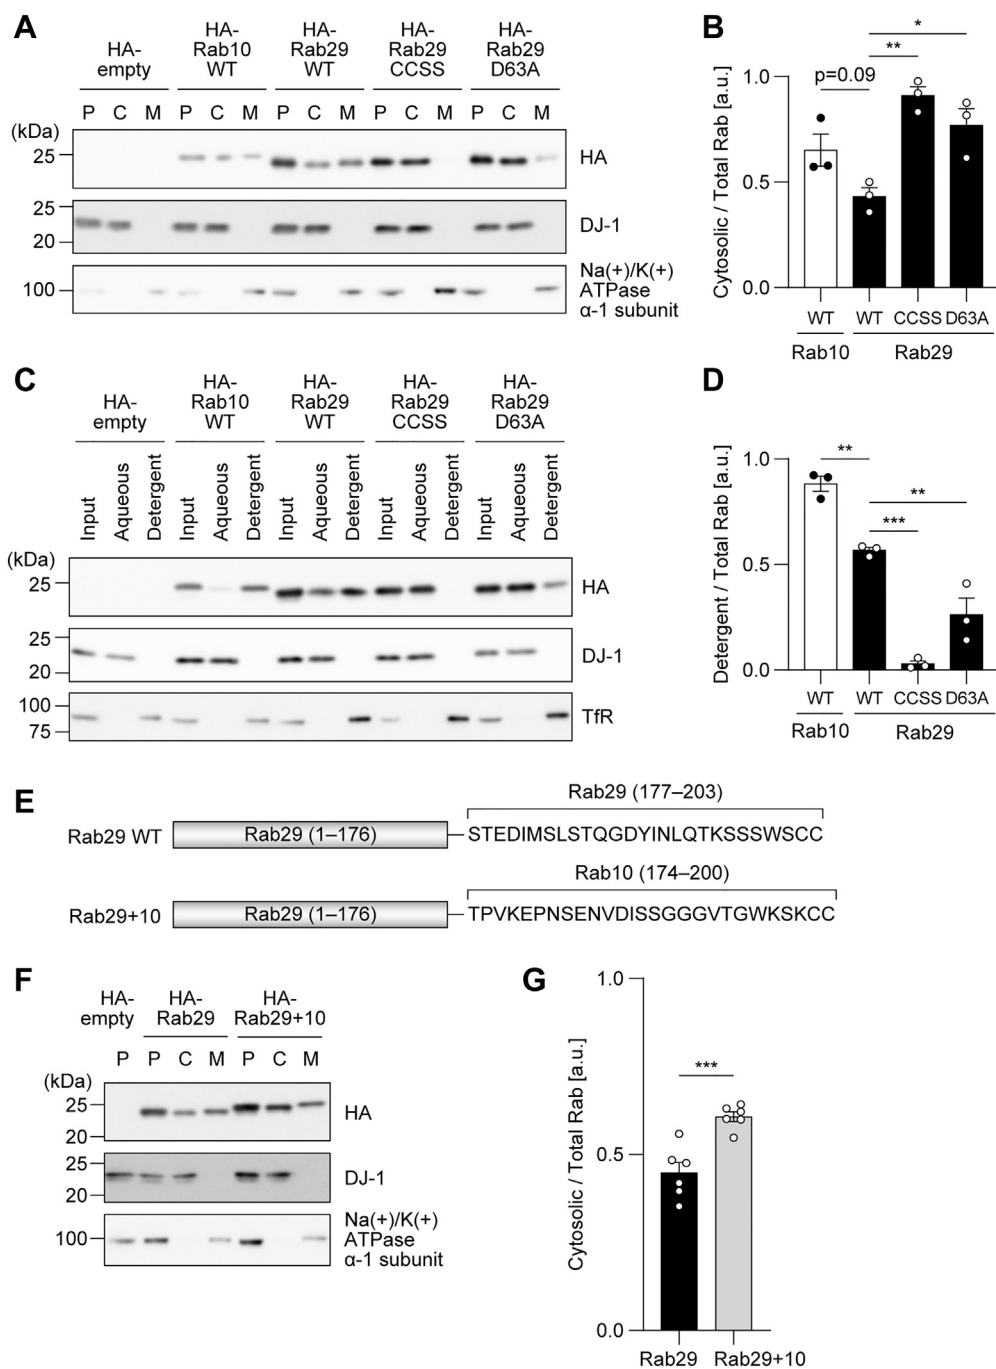 A
HA-
empty
HA-
Rab10
WT
HA-
Rab29
WT
HA-
Rab29
CCSS
HA-
Rab29
D63A
P C M P C M P C M P C M P C M
(kDa)
25
HA
25
20
DJ-1
100
Na(+)/K(+)
ATPase
α-1 subunit
B
*
**
p=0.09
Cytosolic / Total Rab [a.u.]
1.0
0.5
0.0
WT WT CCSS D63A
Rab10 Rab29
C
HA-
empty
HA-
Rab10
WT
HA-
Rab29
WT
HA-
Rab29
CCSS
HA-
Rab29
D63A
Input Aqueous Detergent Input Aqueous Detergent Input Aqueous Detergent Input Aqueous Detergent Input Aqueous Detergent
(kDa)
25
HA
25
20
DJ-1
100
75
TfR
D
**
**
***
Detergent / Total Rab [a.u.]
1.0
0.5
0.0
WT WT CCSS D63A
Rab10 Rab29
E
Rab29 (177–203)
Rab29 WT Rab29 (1–176) STEDIMSLSTQGDYINLQTKSSSWSCC
Rab10 (174–200)
Rab29+10 Rab29 (1–176) TPVKEPNSENVDISSGGGVTGWKSKCC
F
HA-
empty
HA-
Rab29
HA-
Rab29+10
P P C M P C M
(kDa)
25
20
HA
25
20
DJ-1
100
Na(+)/K(+)
ATPase
α-1 subunit
G
***
Cytosolic / Total Rab [a.u.]
1.0
0.5
0.0
Rab29 Rab29+10